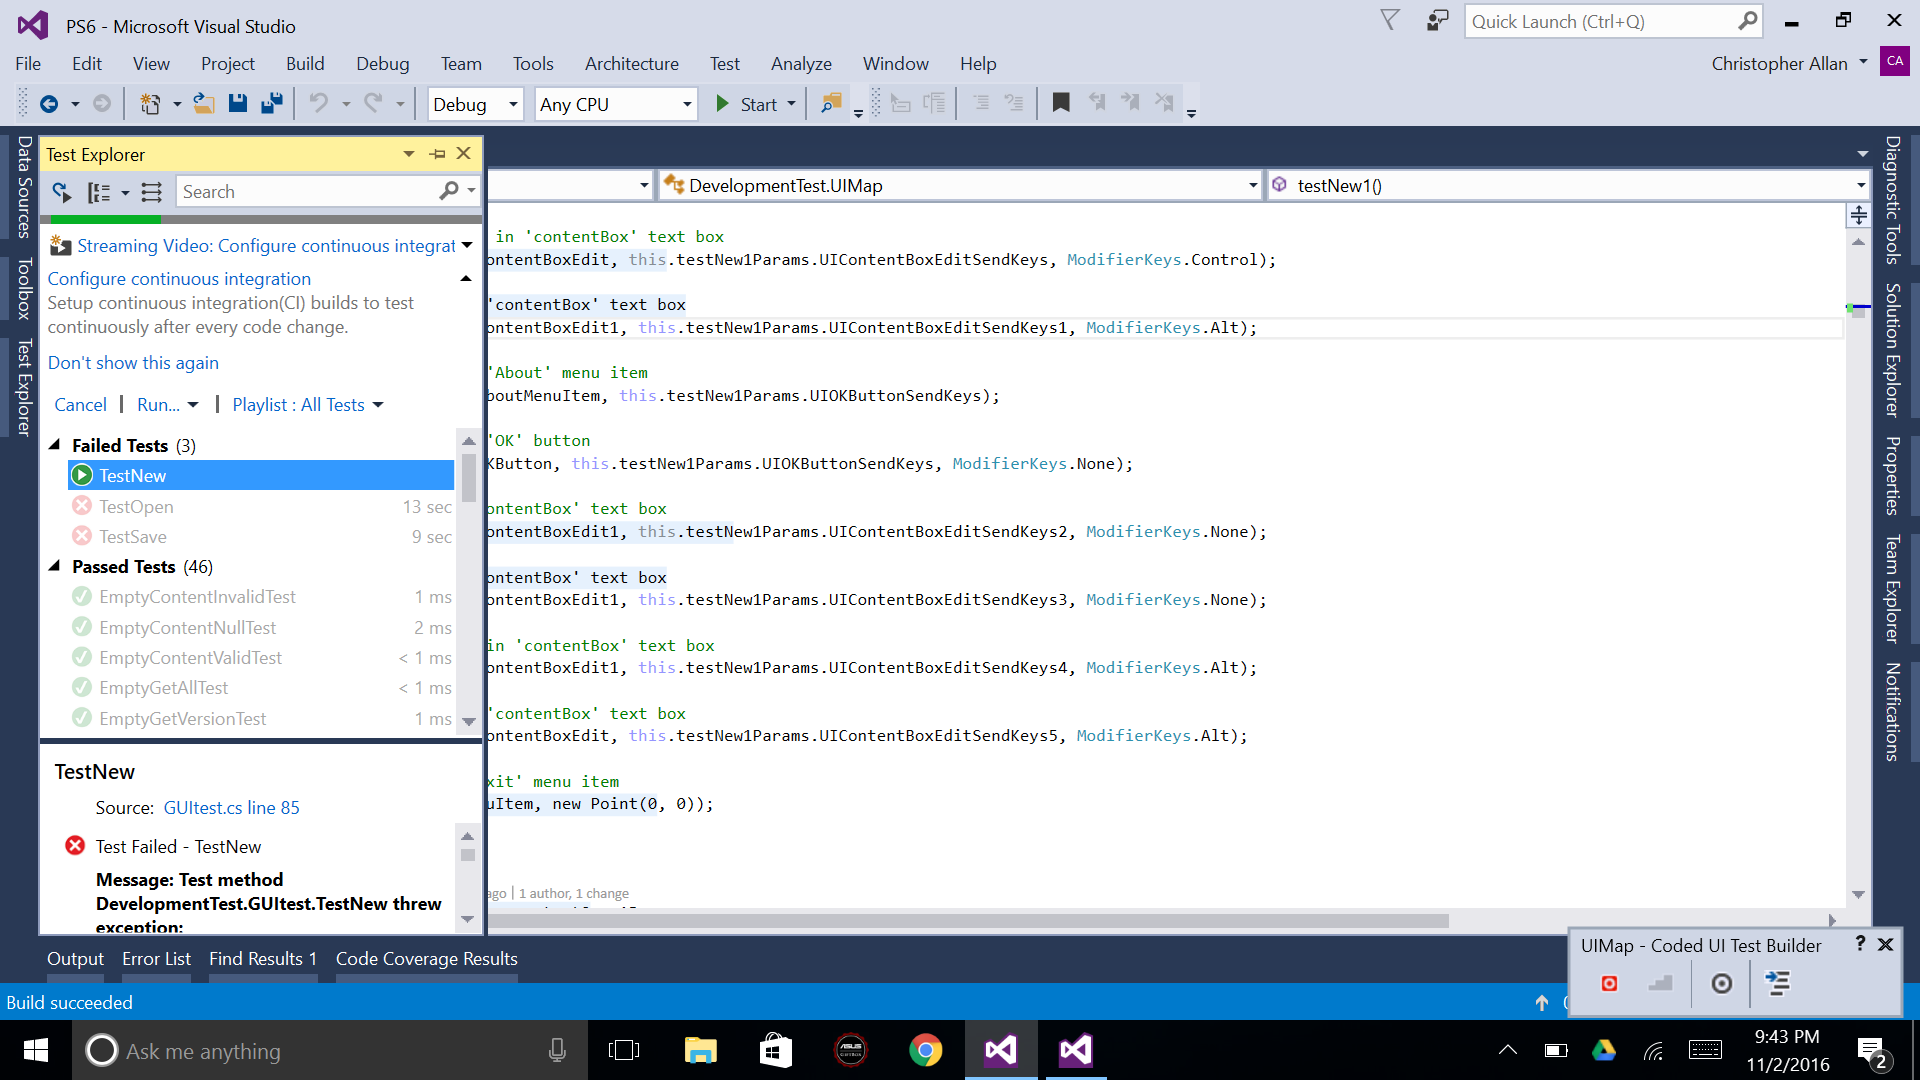 PS6 - Microsoft Visual Studio
Quick Launch (Ctrl+Q)
File Edit View Project Build Debug Team Tools Architecture Test Analyze Window Help
Christopher Allan CA
Debug Any CPU Start
Data Sources
Toolbox
Test Explorer
Test Explorer
Search
Streaming Video: Configure continuous integrat
Configure continuous integration
Setup continuous integration(CI) builds to test
continuously after every code change.
Don't show this again
Cancel | Run... | Playlist : All Tests
Failed Tests (3)
TestNew
TestOpen 13 sec
TestSave 9 sec
Passed Tests (46)
EmptyContentInvalidTest 1 ms
EmptyContentNullTest 2 ms
EmptyContentValidTest < 1 ms
EmptyGetAllTest < 1 ms
EmptyGetVersionTest 1 ms
TestNew
Source: GUItest.cs line 85
Test Failed - TestNew
Message: Test method
DevelopmentTest.GUItest.TestNew threw
exception:
DevelopmentTest.UIMap testNew1()
in 'contentBox' text box
ontentBoxEdit, this.testNew1Params.UIContentBoxEditSendKeys, ModifierKeys.Control);
'contentBox' text box
ontentBoxEdit1, this.testNew1Params.UIContentBoxEditSendKeys1, ModifierKeys.Alt);
'About' menu item
boutMenuItem, this.testNew1Params.UIOKButtonSendKeys);
'OK' button
KButton, this.testNew1Params.UIOKButtonSendKeys, ModifierKeys.None);
ontentBox' text box
ontentBoxEdit1, this.testNew1Params.UIContentBoxEditSendKeys2, ModifierKeys.None);
ontentBox' text box
ontentBoxEdit1, this.testNew1Params.UIContentBoxEditSendKeys3, ModifierKeys.None);
in 'contentBox' text box
ontentBoxEdit1, this.testNew1Params.UIContentBoxEditSendKeys4, ModifierKeys.Alt);
'contentBox' text box
ontentBoxEdit, this.testNew1Params.UIContentBoxEditSendKeys5, ModifierKeys.Alt);
xit' menu item
uItem, new Point(0, 0));
ago | 1 author, 1 change
Diagnostic Tools
Solution Explorer
Properties
Team Explorer
Notifications
Output Error List Find Results 1 Code Coverage Results
UIMap - Coded UI Test Builder ?
Build succeeded
Ask me anything
ASUS
9:43 PM
11/2/2016
2